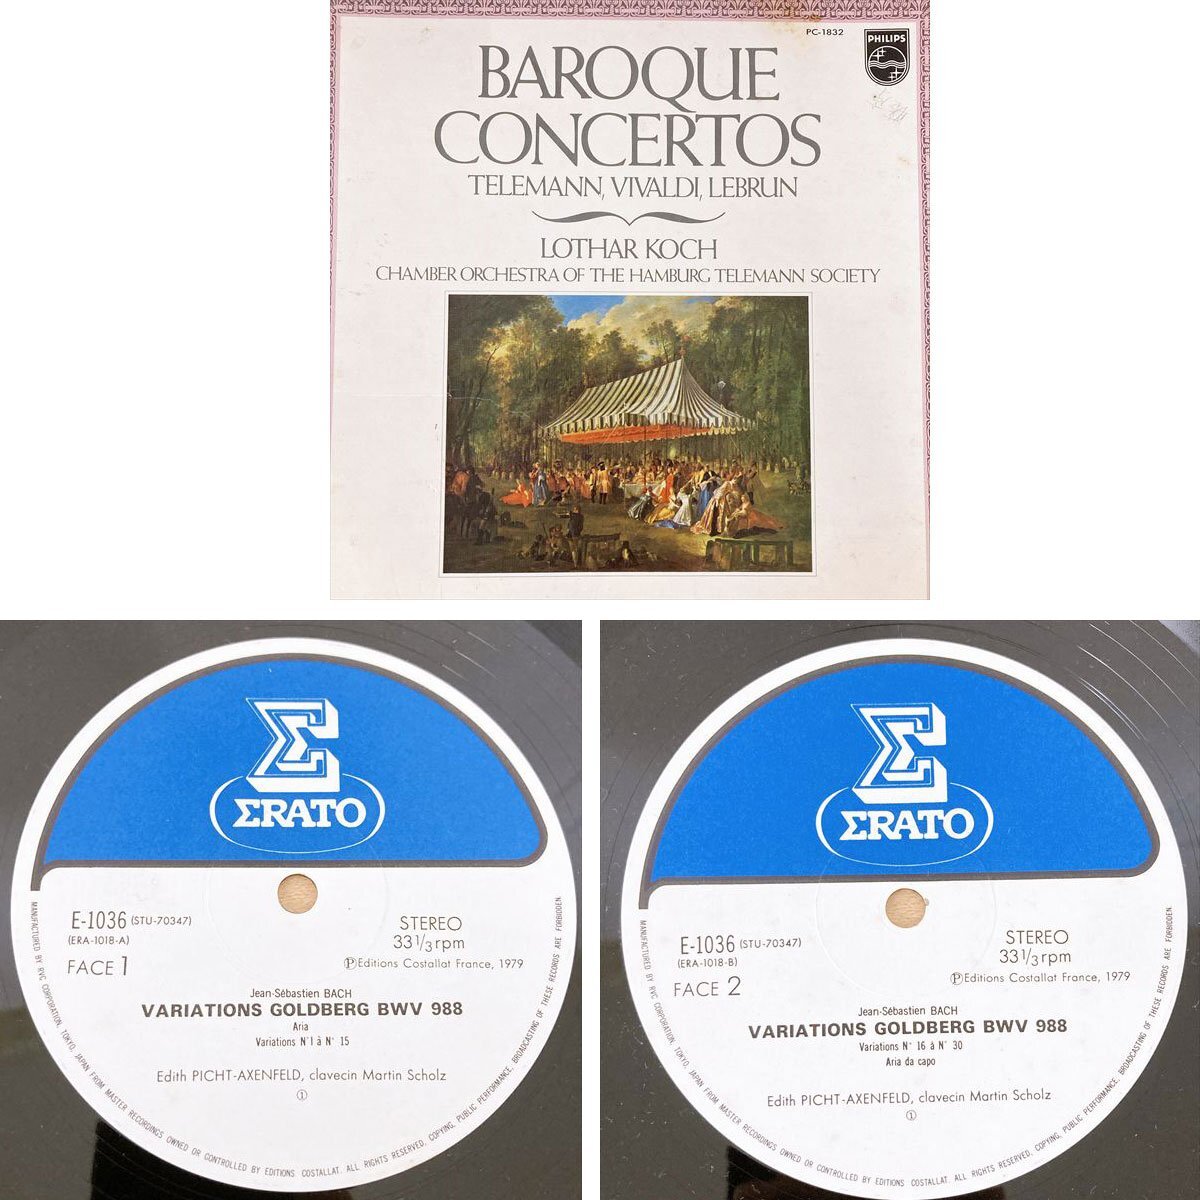 PC-1832
PHILIPS
BAROQUE
CONCERTOS
TELEMANN, VIVALDI, LEBRUN
LOTHAR KOCH
CHAMBER ORCHESTRA OF THE HAMBURG TELEMANN SOCIETY
Σ
ΣRATO
E-1036 (STU-70347)
(ERA-1018-A)
FACE 1
STEREO
33 1/3 rpm
ⓅEditions Costallat France, 1979
Jean-Sébastien BACH
VARIATIONS GOLDBERG BWV 988
Aria
Variations N° 1 à N° 15
Edith PICHT-AXENFELD, clavecin Martin Scholz
①
MANUFACTURED BY RVC CORPORATION, TOKYO, JAPAN FROM MASTER RECORDINGS OWNED OR CONTROLLED BY EDITIONS COSTALLAT. ALL RIGHTS RESERVED. COPYING, PUBLIC PERFORMANCE, BROADCASTING OF THESE RECORDS ARE FORBIDDEN
Σ
ΣRATO
E-1036 (STU-70347)
(ERA-1018-B)
FACE 2
STEREO
33 1/3 rpm
ⓅEditions Costallat France, 1979
Jean-Sébastien BACH
VARIATIONS GOLDBERG BWV 988
Variations N° 16 à N° 30
Aria da capo
Edith PICHT-AXENFELD, clavecin Martin Scholz
①
MANUFACTURED BY RVC CORPORATION, TOKYO, JAPAN FROM MASTER RECORDINGS OWNED OR CONTROLLED BY EDITIONS COSTALLAT. ALL RIGHTS RESERVED. COPYING, PUBLIC PERFORMANCE, BROADCASTING OF THESE RECORDS ARE FORBIDDEN